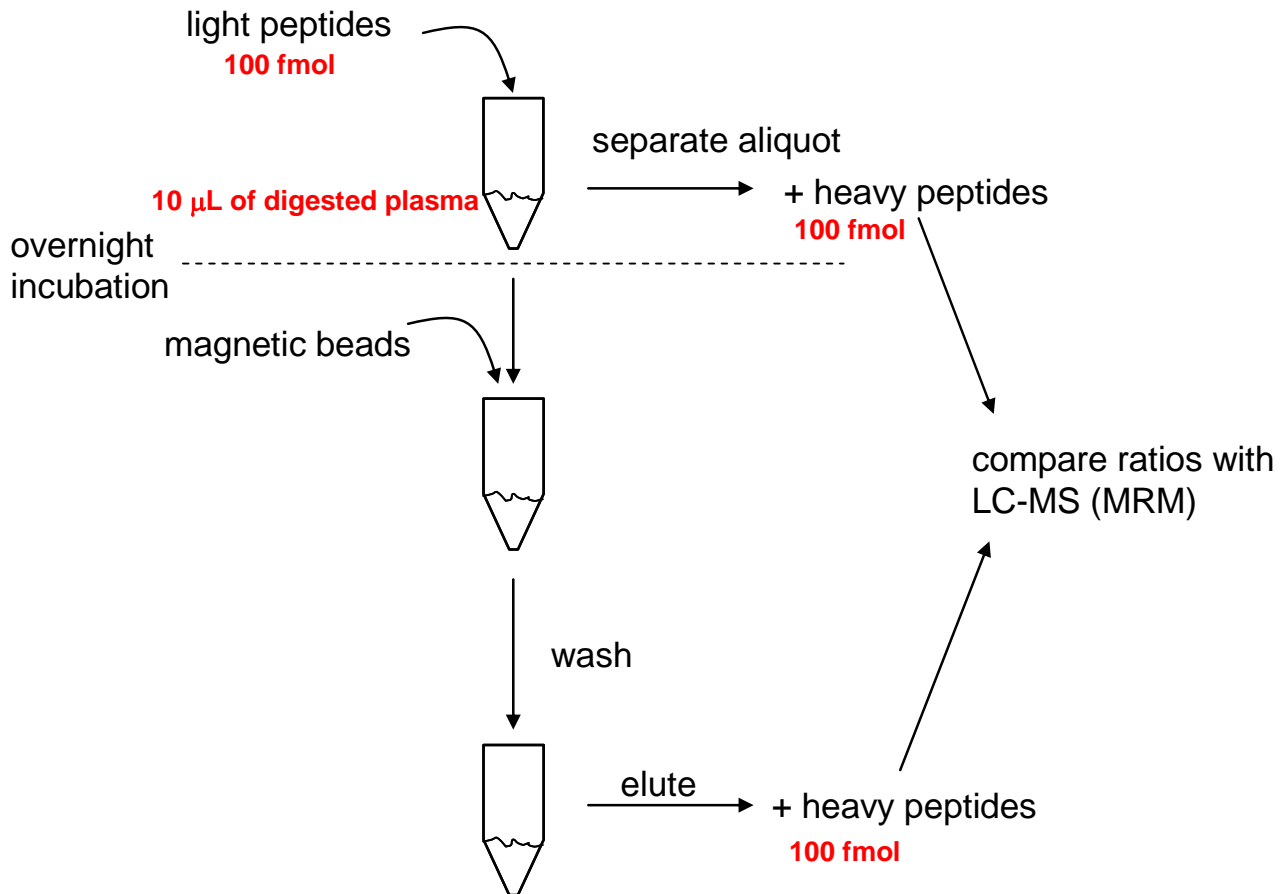 light peptides
100 fmol
separate aliquot
10 μL of digested plasma
+ heavy peptides
100 fmol
overnight
incubation
magnetic beads
compare ratios with
LC-MS (MRM)
wash
elute
+ heavy peptides
100 fmol